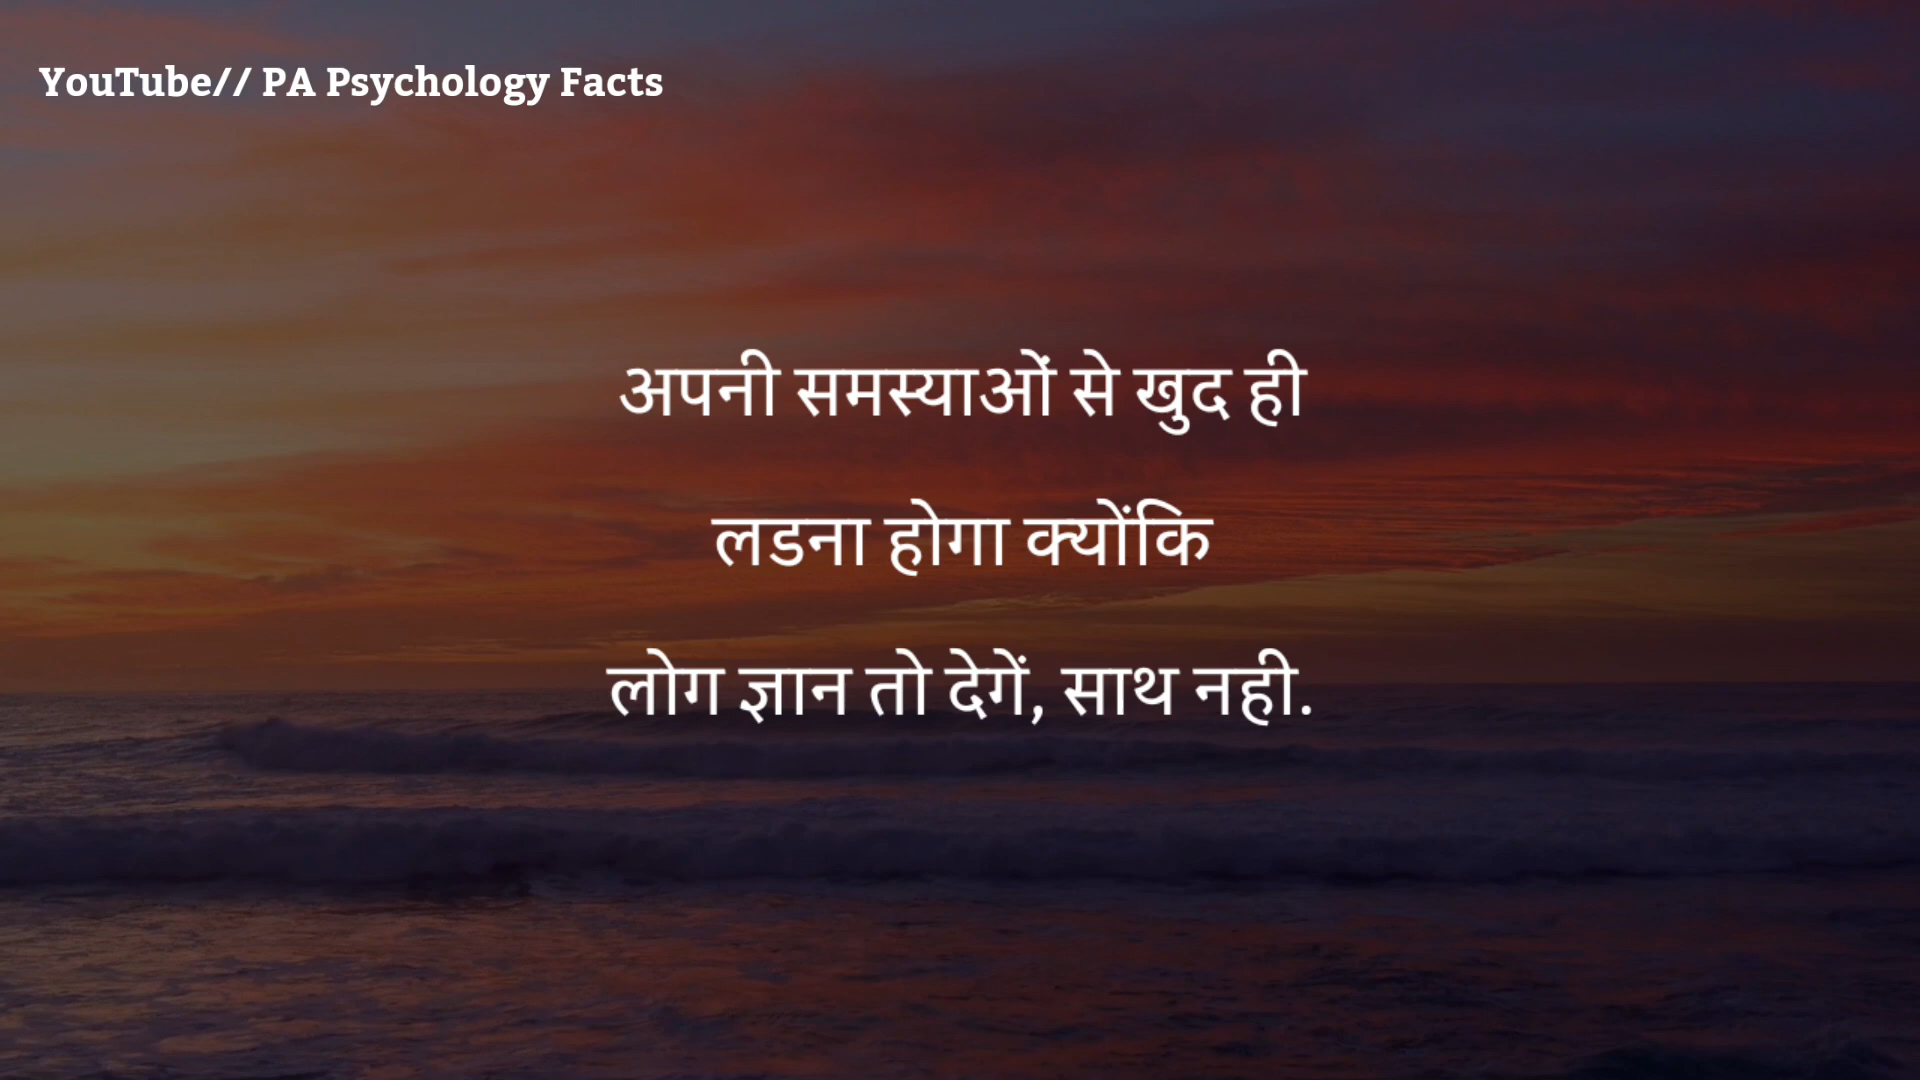 YouTube// PA Psychology Facts
अपनी समस्याओं से खुद ही
लडना होगा क्योंकि
लोग ज्ञान तो देगें, साथ नही.